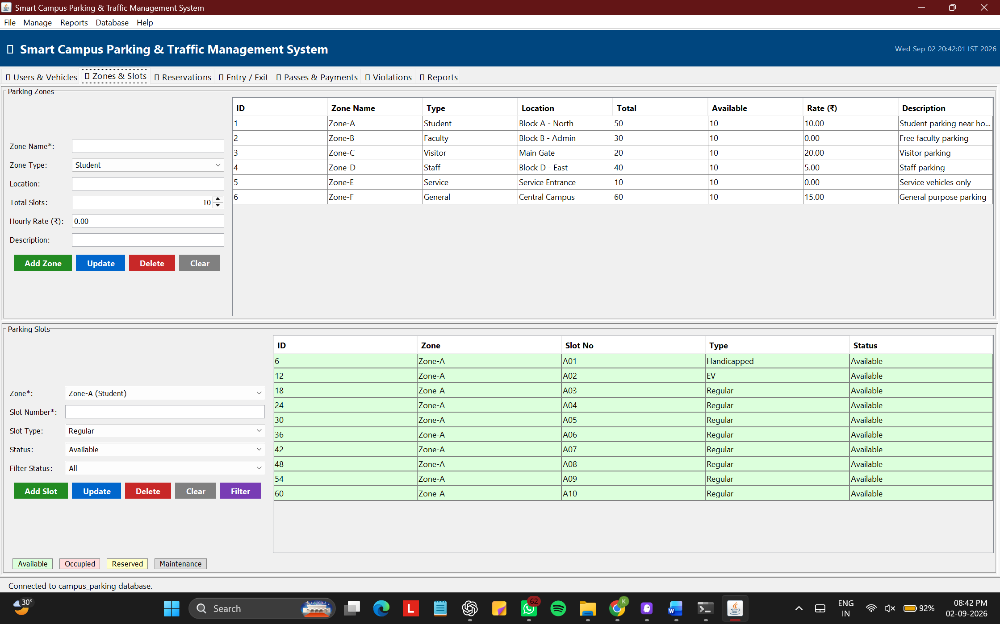 Smart Campus Parking & Traffic Management System
File Manage Reports Database Help
Smart Campus Parking & Traffic Management System
Wed Sep 02 20:42:01 IST 2026
Users & Vehicles Zones & Slots Reservations Entry / Exit Passes & Payments Violations Reports
Parking Zones
Zone Name*:
Zone Type: Student
Location:
Total Slots: 10
Hourly Rate (₹): 0.00
Description:
Add Zone Update Delete Clear
ID Zone Name Type Location Total Available Rate (₹) Description
1 Zone-A Student Block A - North 50 10 10.00 Student parking near ho...
2 Zone-B Faculty Block B - Admin 30 10 0.00 Free faculty parking
3 Zone-C Visitor Main Gate 20 10 20.00 Visitor parking
4 Zone-D Staff Block D - East 40 10 5.00 Staff parking
5 Zone-E Service Service Entrance 10 10 0.00 Service vehicles only
6 Zone-F General Central Campus 60 10 15.00 General purpose parking
Parking Slots
Zone*: Zone-A (Student)
Slot Number*:
Slot Type: Regular
Status: Available
Filter Status: All
Add Slot Update Delete Clear Filter
ID Zone Slot No Type Status
6 Zone-A A01 Handicapped Available
12 Zone-A A02 EV Available
18 Zone-A A03 Regular Available
24 Zone-A A04 Regular Available
30 Zone-A A05 Regular Available
36 Zone-A A06 Regular Available
42 Zone-A A07 Regular Available
48 Zone-A A08 Regular Available
54 Zone-A A09 Regular Available
60 Zone-A A10 Regular Available
Available Occupied Reserved Maintenance
Connected to campus_parking database.
30°
Search
L
62
K
ENG
IN
92%
08:42 PM
02-09-2026